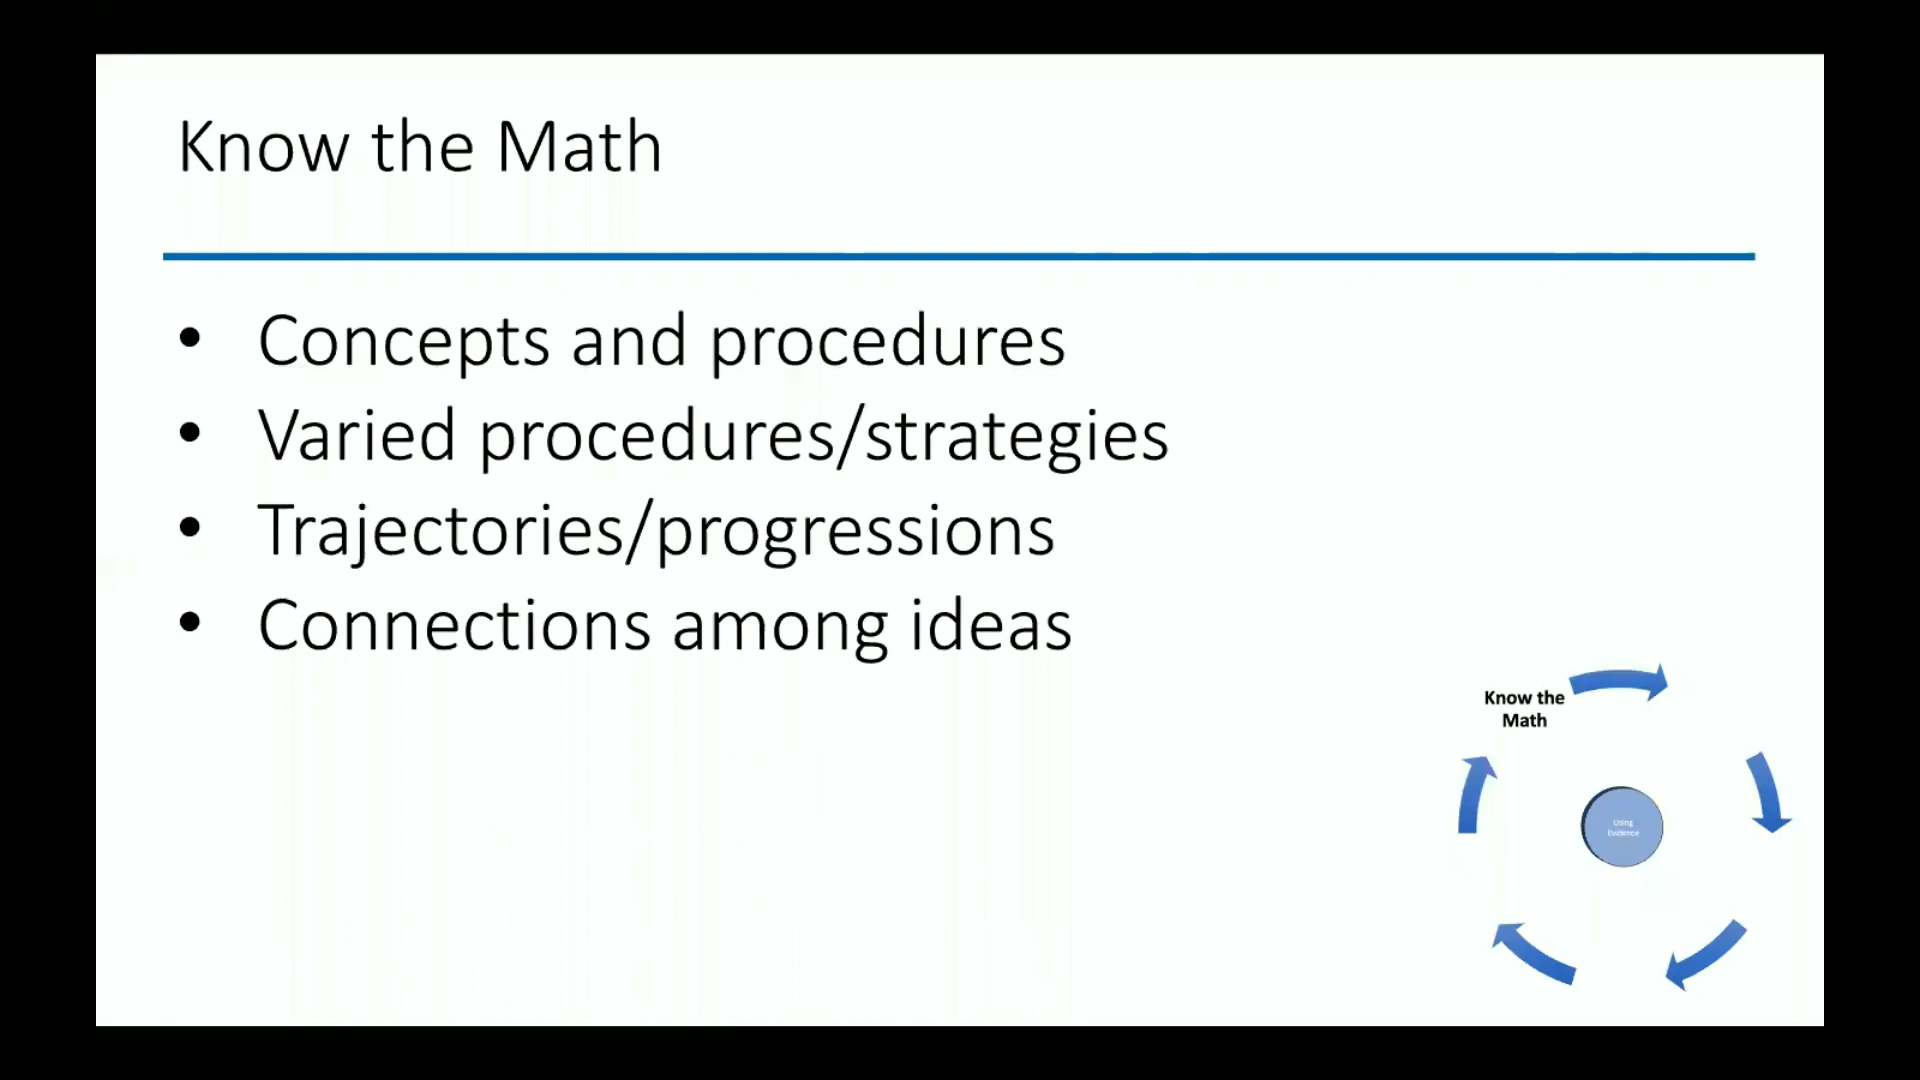 Know the Math
• Concepts and procedures
• Varied procedures/strategies
• Trajectories/progressions
• Connections among ideas
Know the
Math
Using
Evidence